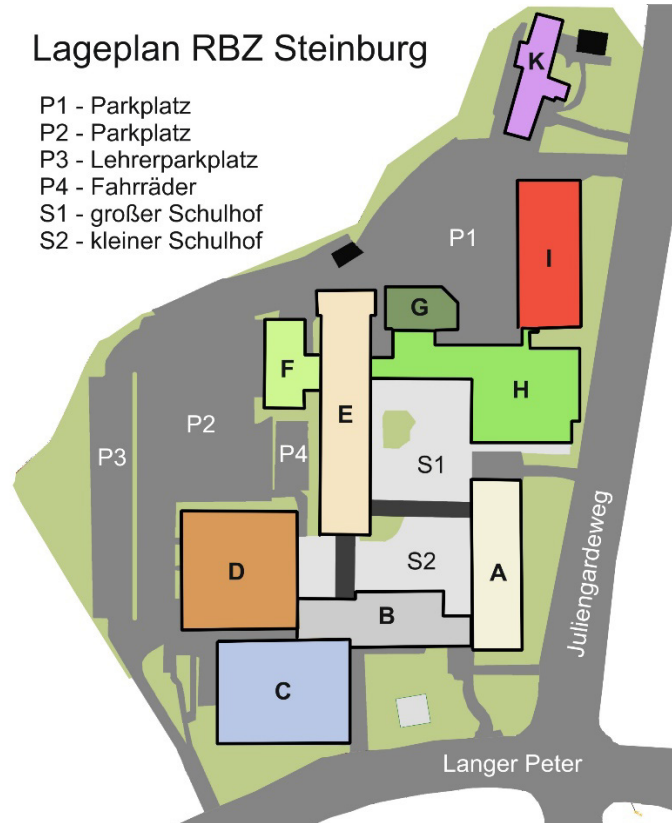 Lageplan RBZ Steinburg
P1 - Parkplatz
P2 - Parkplatz
P3 - Lehrerparkplatz
P4 - Fahrräder
S1 - großer Schulhof
S2 - kleiner Schulhof
K
P1
I
G
F
H
E
P2
P3
P4
S1
D
S2
A
B
C
Juliengardeweg
Langer Peter